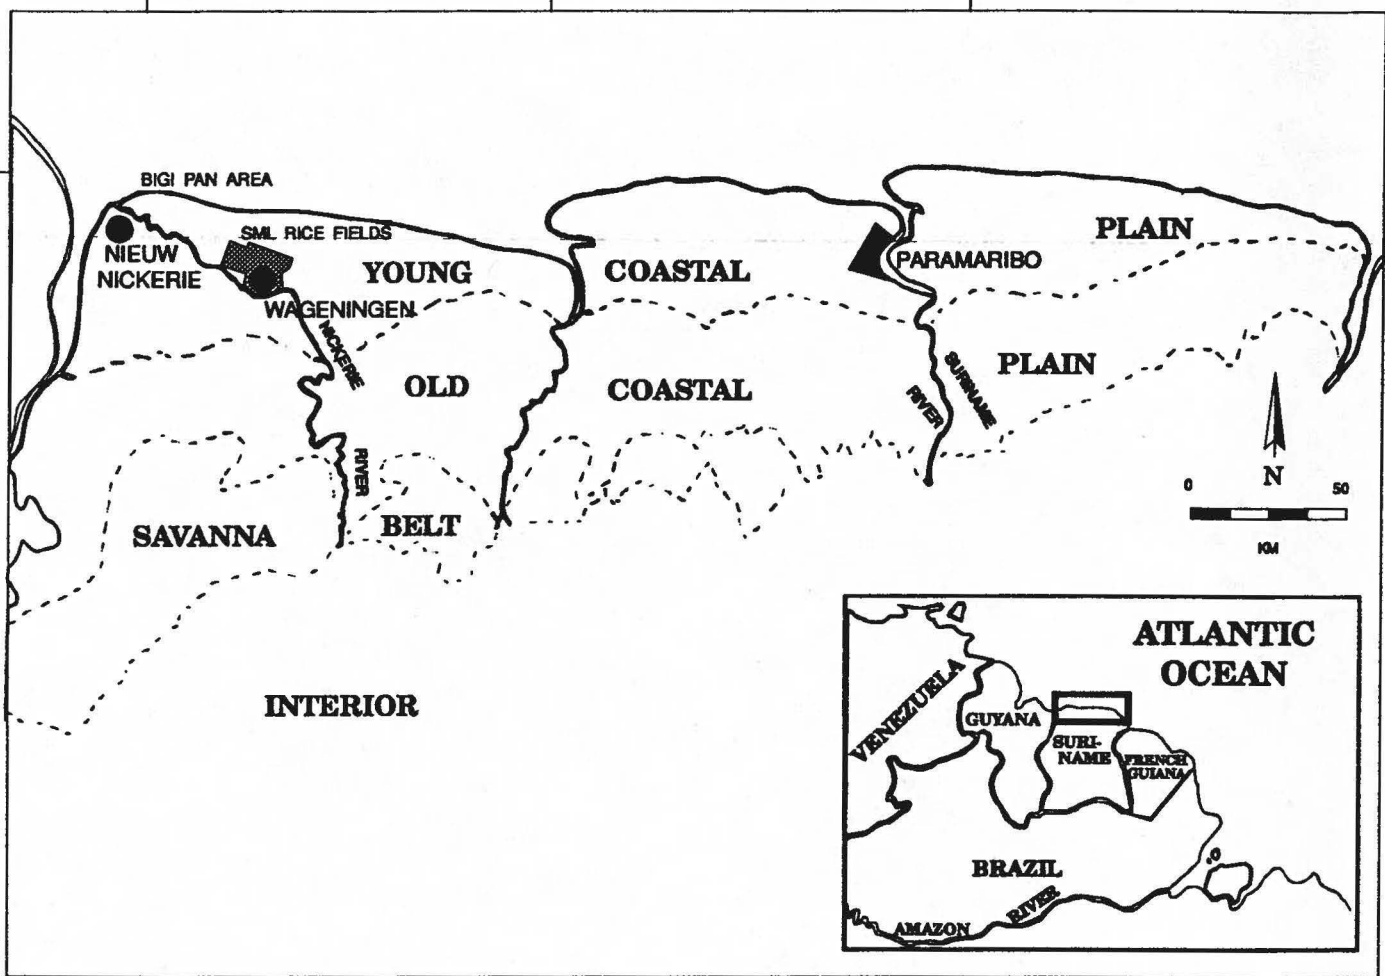 BIGI PAN AREA
NIEUW
NICKERIE
SML RICE FIELDS
WAGENINGEN
YOUNG
COASTAL
PLAIN
PARAMARIBO
NICKERIE
RIVER
OLD
COASTAL
PLAIN
SURINAME
RIVER
SAVANNA
BELT
INTERIOR
N
0
50
KM
ATLANTIC
OCEAN
VENEZUELA
GUYANA
SURI-
NAME
FRENCH
GUIANA
BRAZIL
AMAZON
RIVER